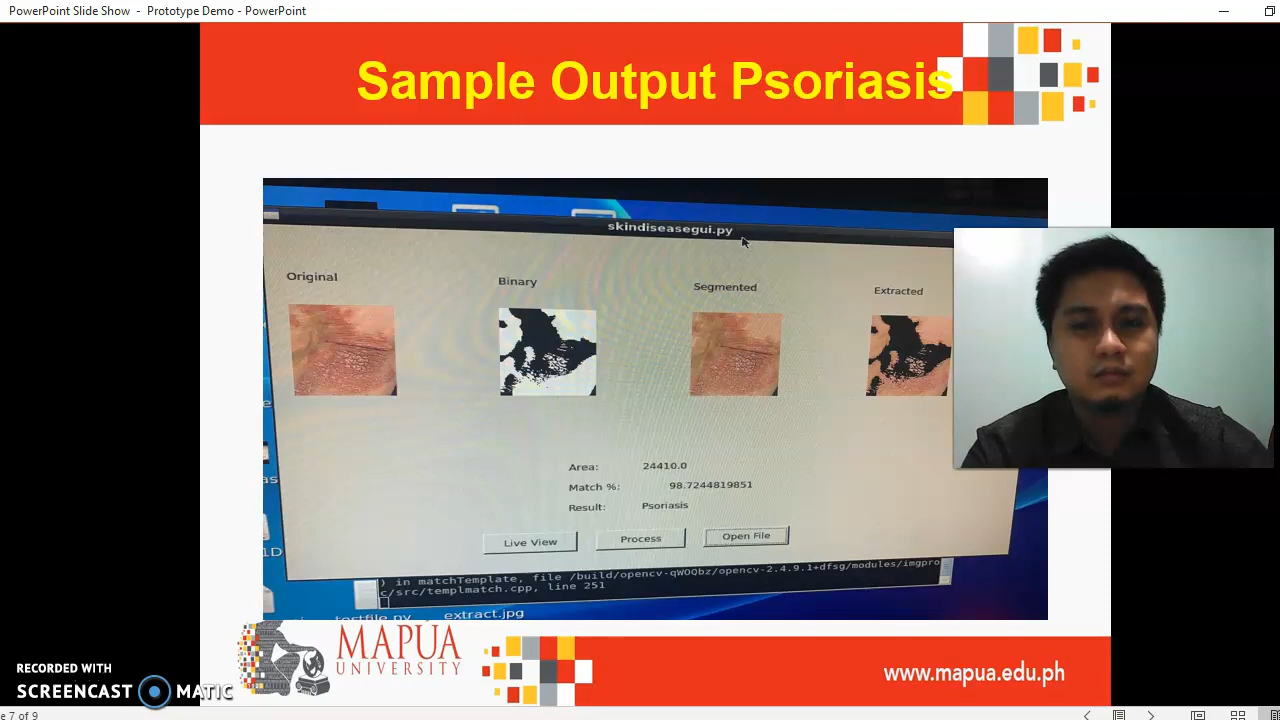 PowerPoint Slide Show - Prototype Demo - PowerPoint
Sample Output Psoriasis
skindiseasegui.py
Original
Binary
Segmented
Extracted
Area: 24410.0
Match %: 98.7244819851
Result: Psoriasis
Live View
Process
Open File
) in matchTemplate, file /build/opencv-qWOQbz/opencv-2.4.9.1+dfsg/modules/imgpro
c/src/templmatch.cpp, line 251
extract.jpg
MAPUA
UNIVERSITY
www.mapua.edu.ph
RECORDED WITH
SCREENCAST MATIC
e 7 of 9